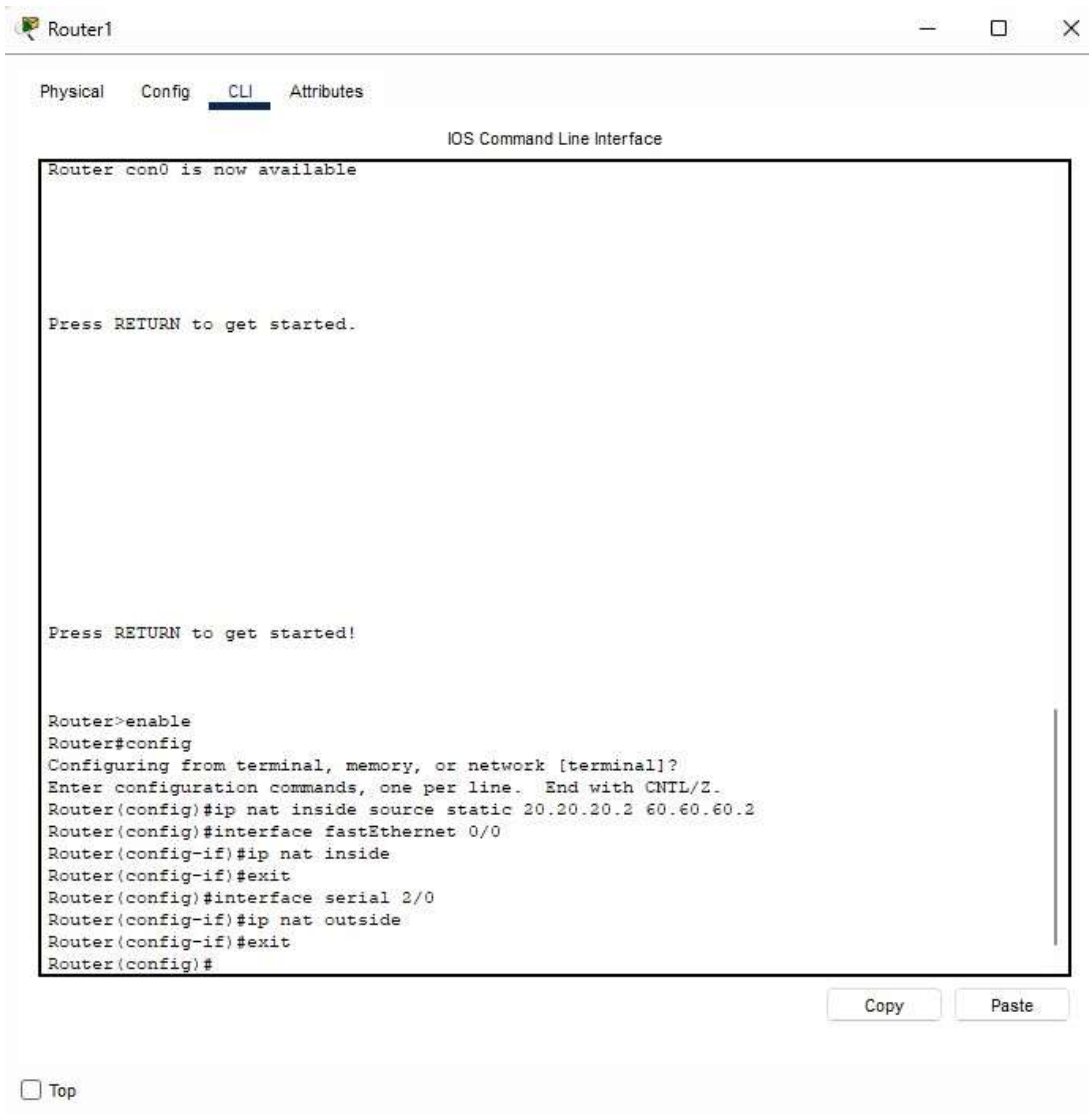 Router1
Physical Config CLI Attributes
IOS Command Line Interface
Router con0 is now available
Press RETURN to get started.
Press RETURN to get started!
Router>enable
Router#config
Configuring from terminal, memory, or network [terminal]?
Enter configuration commands, one per line.  End with CNTL/Z.
Router(config)#ip nat inside source static 20.20.20.2 60.60.60.2
Router(config)#interface fastEthernet 0/0
Router(config-if)#ip nat inside
Router(config-if)#exit
Router(config)#interface serial 2/0
Router(config-if)#ip nat outside
Router(config-if)#exit
Router(config)#
Copy Paste
Top